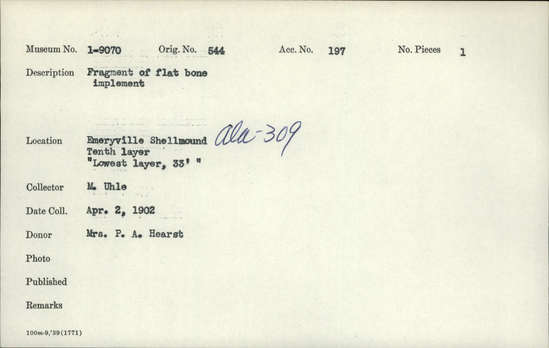 Museum No. 1-9070 Orig. No. 544 Acc. No. 197 No. Pieces 1
Description Fragment of flat bone
implement
Location Emeryville Shellmound Ala-309
Tenth layer
"Lowest layer, 33' "
Collector M. Uhle
Date Coll. Apr. 2, 1902
Donor Mrs. P. A. Hearst
Photo
Published
Remarks
100m-9,'39(1771)